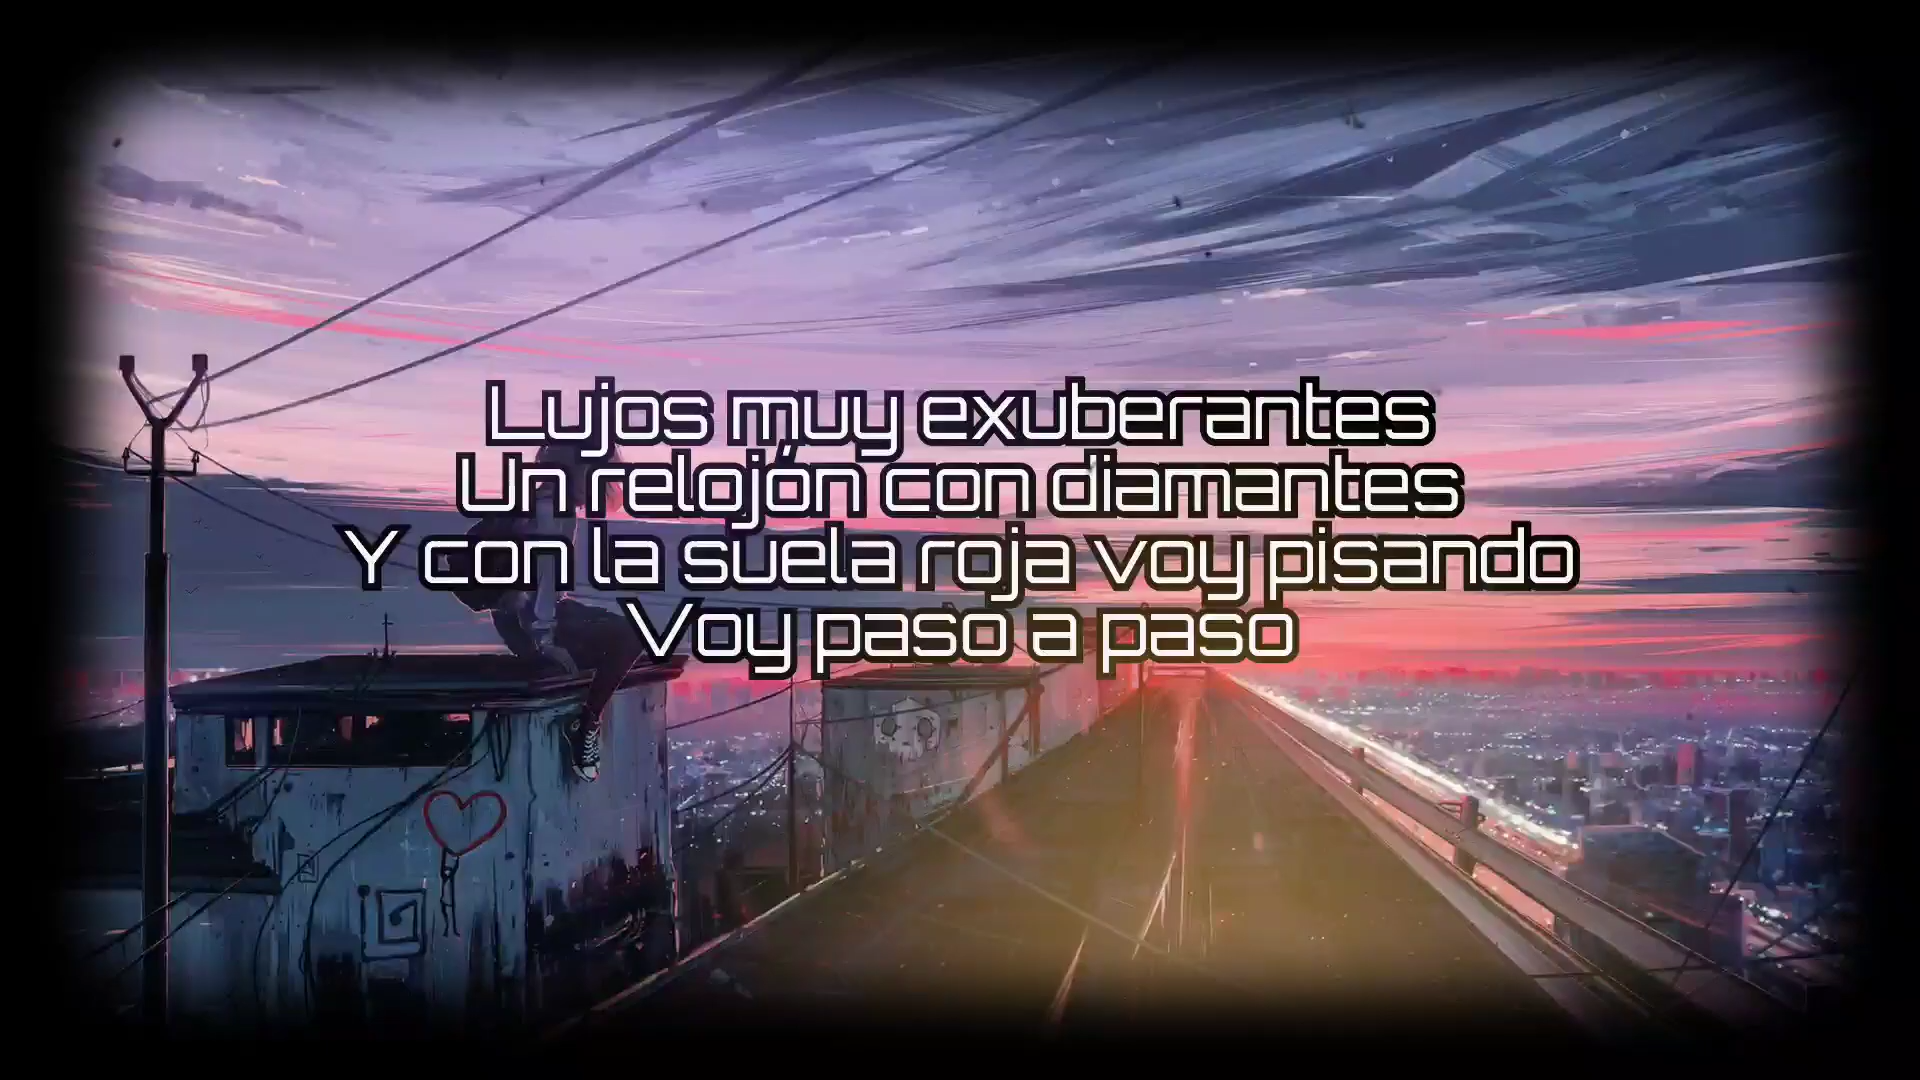 Lujos muy exuberantes
Un relojón con diamantes
Y con la suela roja voy pisando
Voy paso a paso